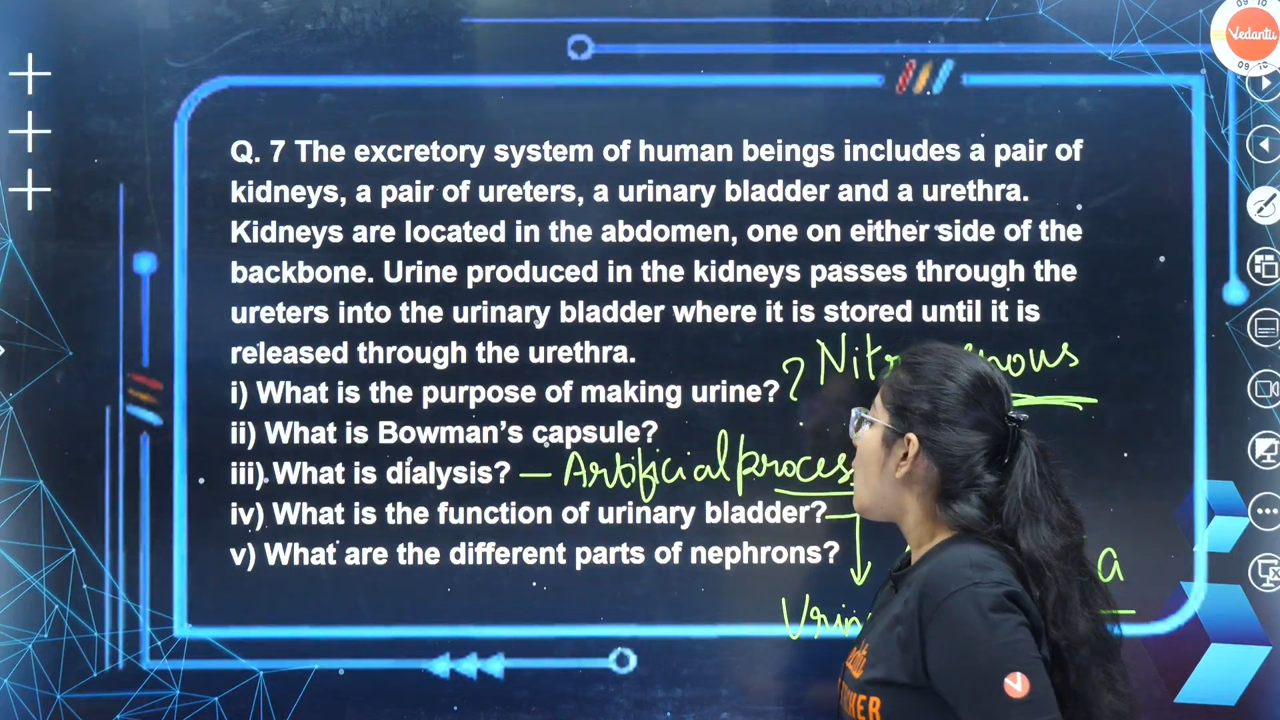 09 10
Vedantu
09 10
Q. 7 The excretory system of human beings includes a pair of
kidneys, a pair of ureters, a urinary bladder and a urethra.
Kidneys are located in the abdomen, one on either side of the
backbone. Urine produced in the kidneys passes through the
ureters into the urinary bladder where it is stored until it is
released through the urethra.
i) What is the purpose of making urine? ?
ii) What is Bowman's capsule?
iii). What is dialysis? – Artificial process
iv) What is the function of urinary bladder?
v) What are the different parts of nephrons?